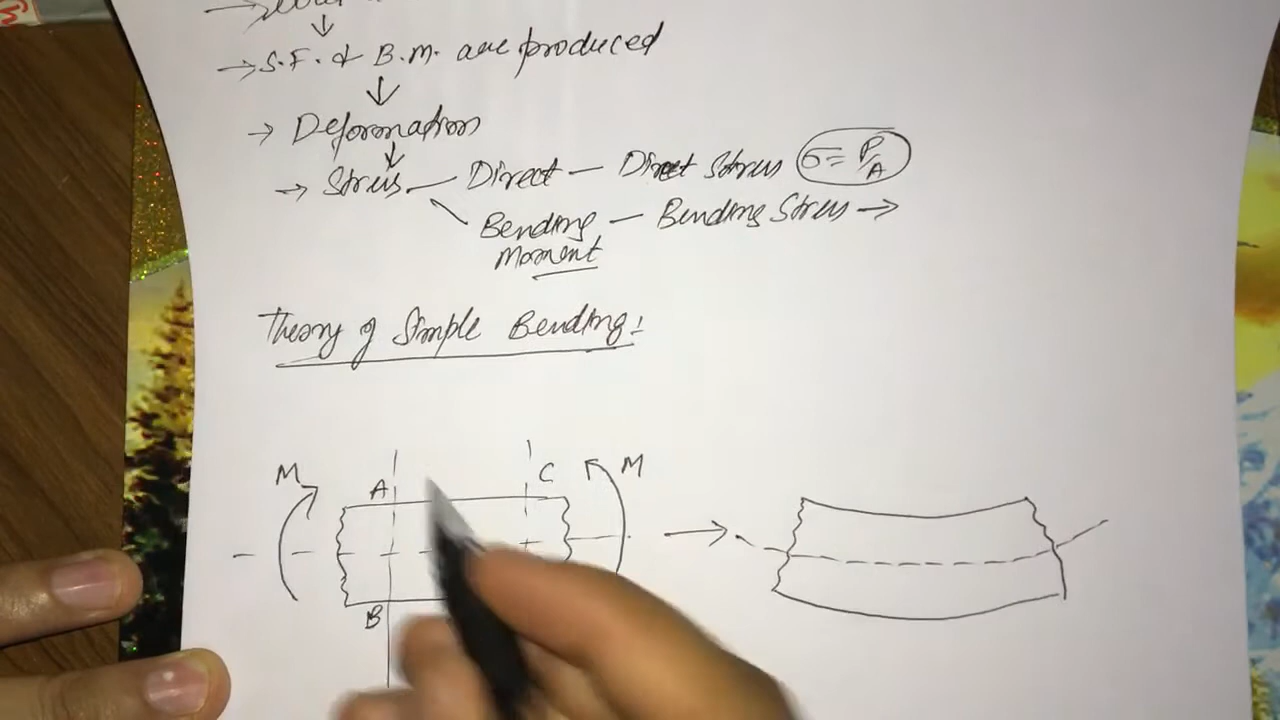 → S.F. & B.M. are produced
↓
→ Deformation
↓
→ Stress — Direct — Direct Stress σ = P/A
Bending Moment — Bending Stress →
Theory of Simple Bending:
M A C M
B